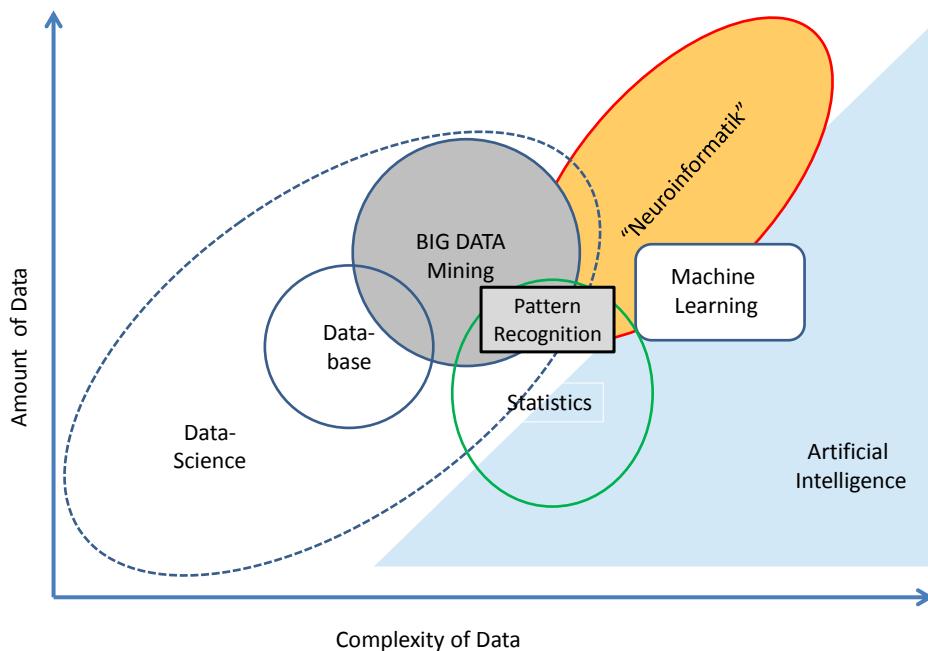 Amount of Data
"Neuroinformatik"
BIG DATA
Mining
Machine
Learning
Pattern
Recognition
Data-
base
Statistics
Data-
Science
Artificial
Intelligence
Complexity of Data